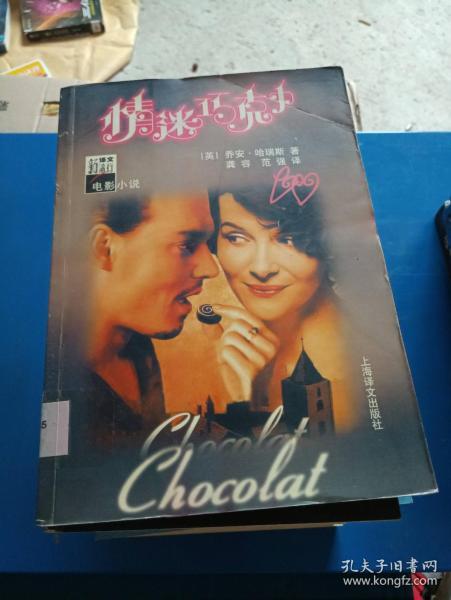 情迷巧克力
[英] 乔安·哈瑞斯 著
龚容 范强 译
译文
电影小说
上海译文出版社
5
Chocolat
Chocolat
孔夫子旧书网
www.kongfz.com